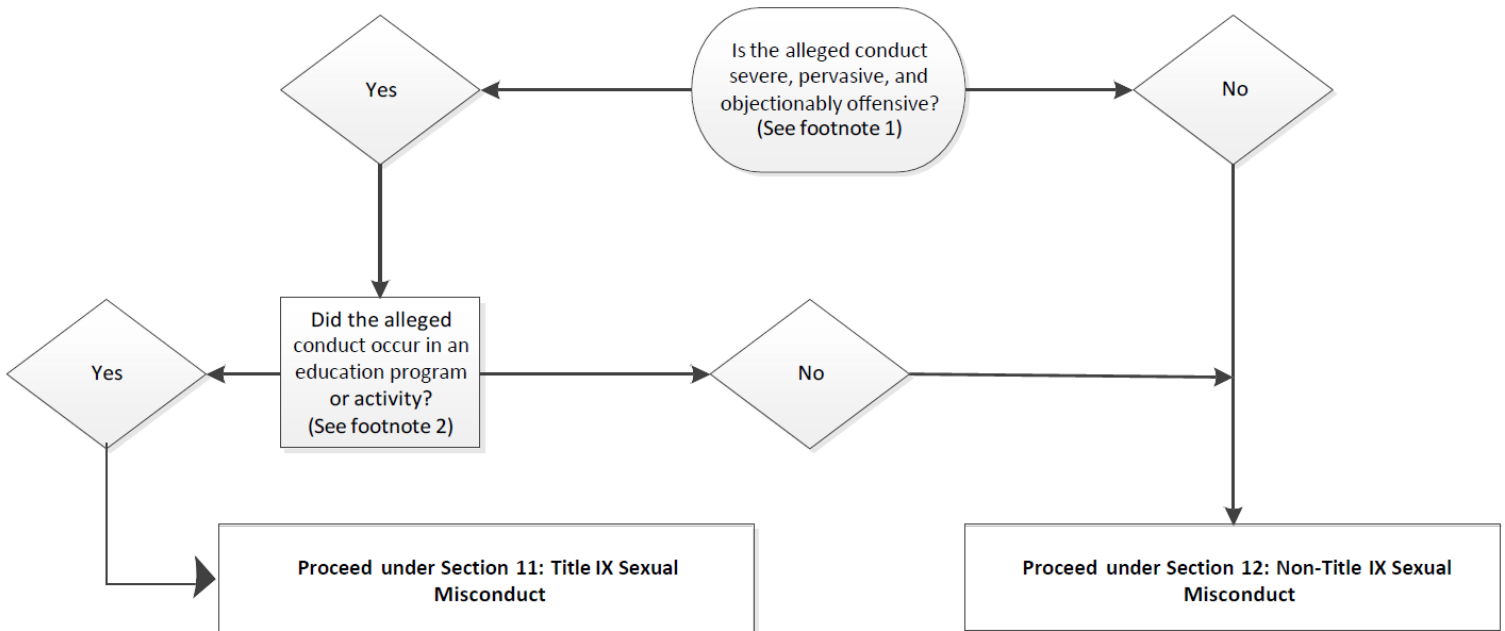 Is the alleged conduct
severe, pervasive, and
objectionably offensive?
(See footnote 1)
Yes
No
Did the alleged
conduct occur in an
education program
or activity?
(See footnote 2)
Yes
No
Proceed under Section 11: Title IX Sexual
Misconduct
Proceed under Section 12: Non-Title IX Sexual
Misconduct